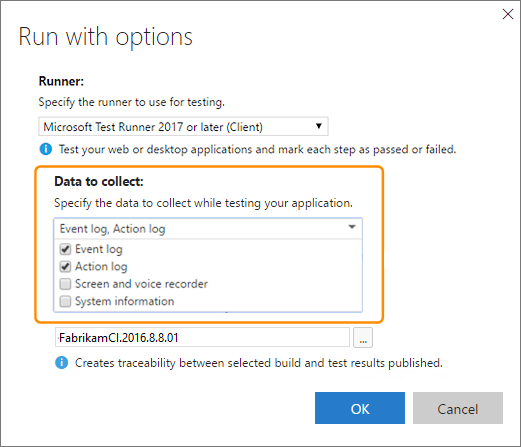 Run with options
Runner:
Specify the runner to use for testing.
Microsoft Test Runner 2017 or later (Client)
Test your web or desktop applications and mark each step as passed or failed.
Data to collect:
Specify the data to collect while testing your application.
Event log, Action log
Event log
Action log
Screen and voice recorder
System information
FabrikamCI.2016.8.8.01
...
Creates traceability between selected build and test results published.
OK
Cancel